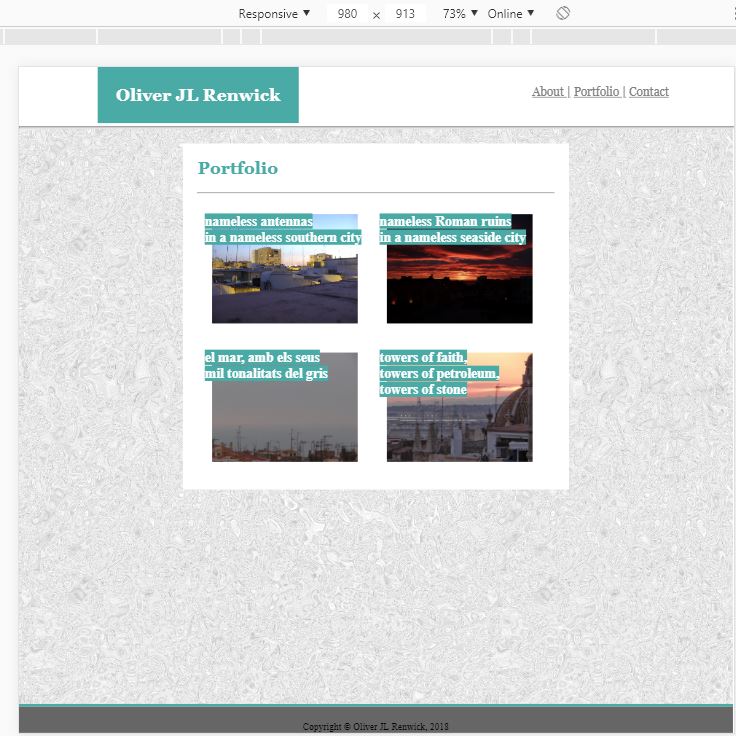 Responsive ▼ 980 × 913 73% ▼ Online ▼
Oliver JL Renwick
About | Portfolio | Contact
Portfolio
nameless antennas
in a nameless southern city
nameless Roman ruins
in a nameless seaside city
el mar, amb els seus
mil tonalitats del gris
towers of faith,
towers of petroleum,
towers of stone
Copyright © Oliver JL Renwick, 2018